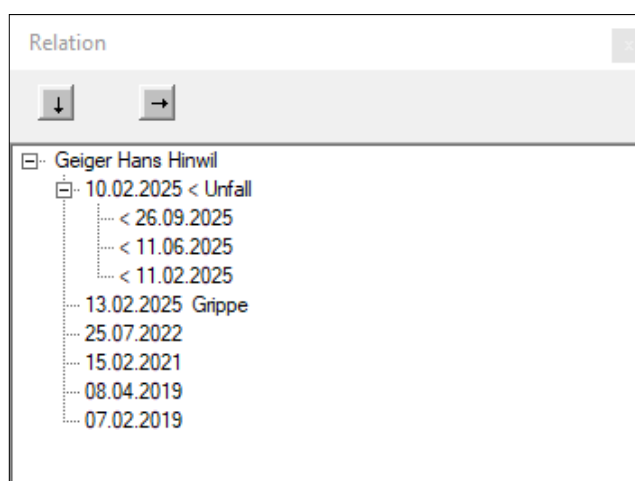 Relation
Geiger Hans Hinwil
10.02.2025 < Unfall
< 26.09.2025
< 11.06.2025
< 11.02.2025
13.02.2025 Grippe
25.07.2022
15.02.2021
08.04.2019
07.02.2019